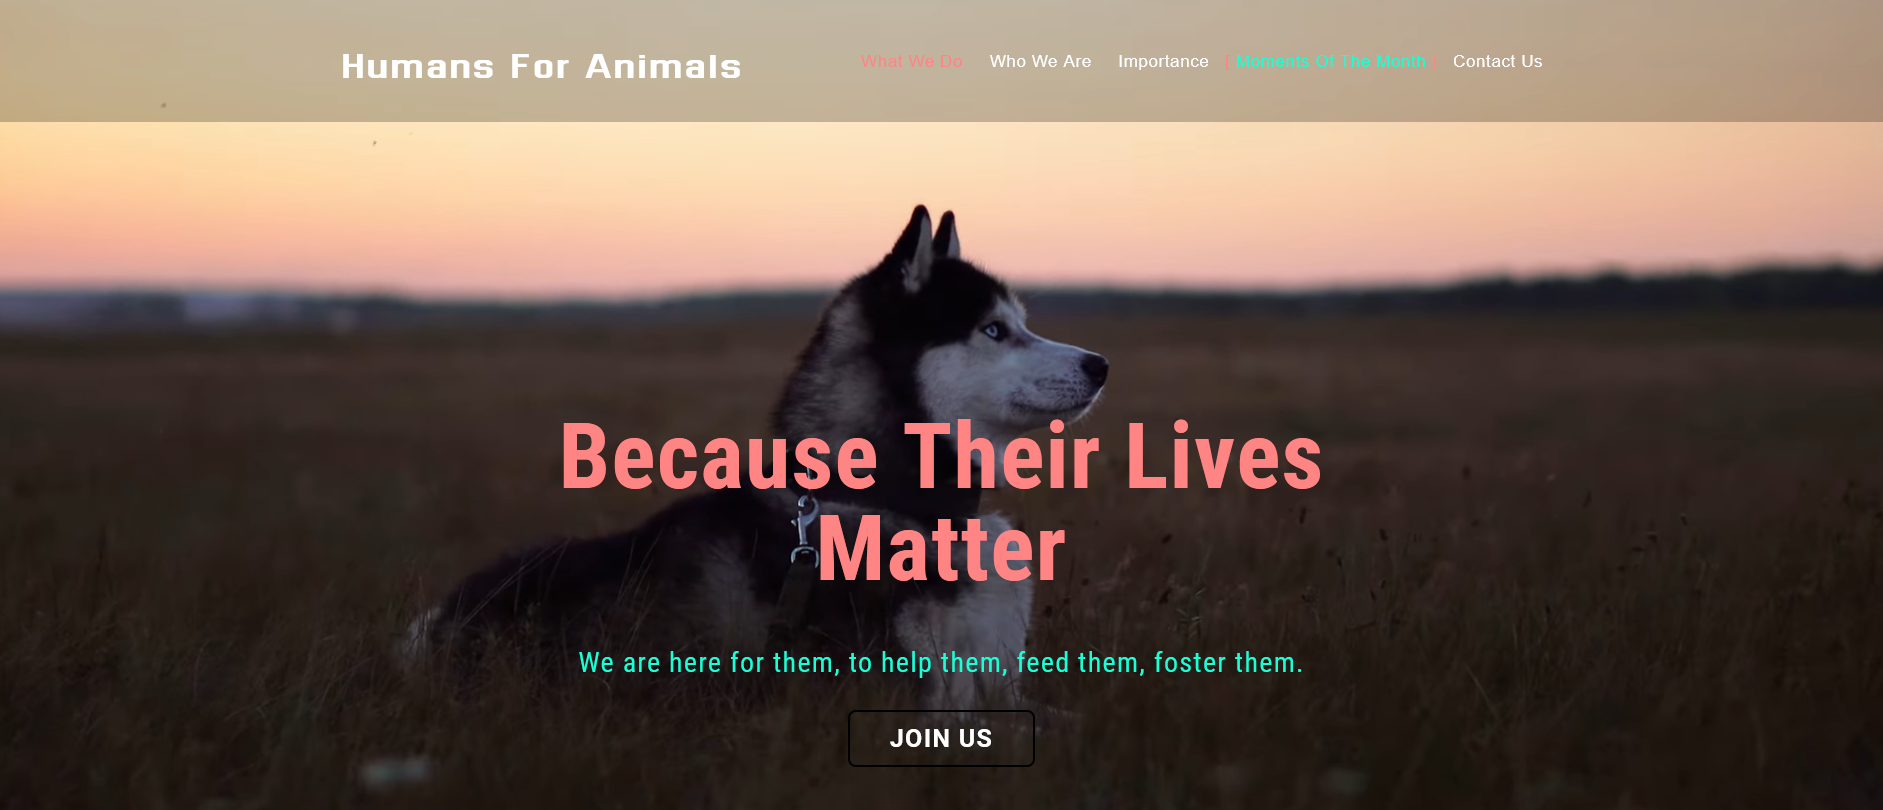 Humans For Animals
What We Do Who We Are Importance [ Moments Of The Month ] Contact Us
Because Their Lives
Matter
We are here for them, to help them, feed them, foster them.
JOIN US